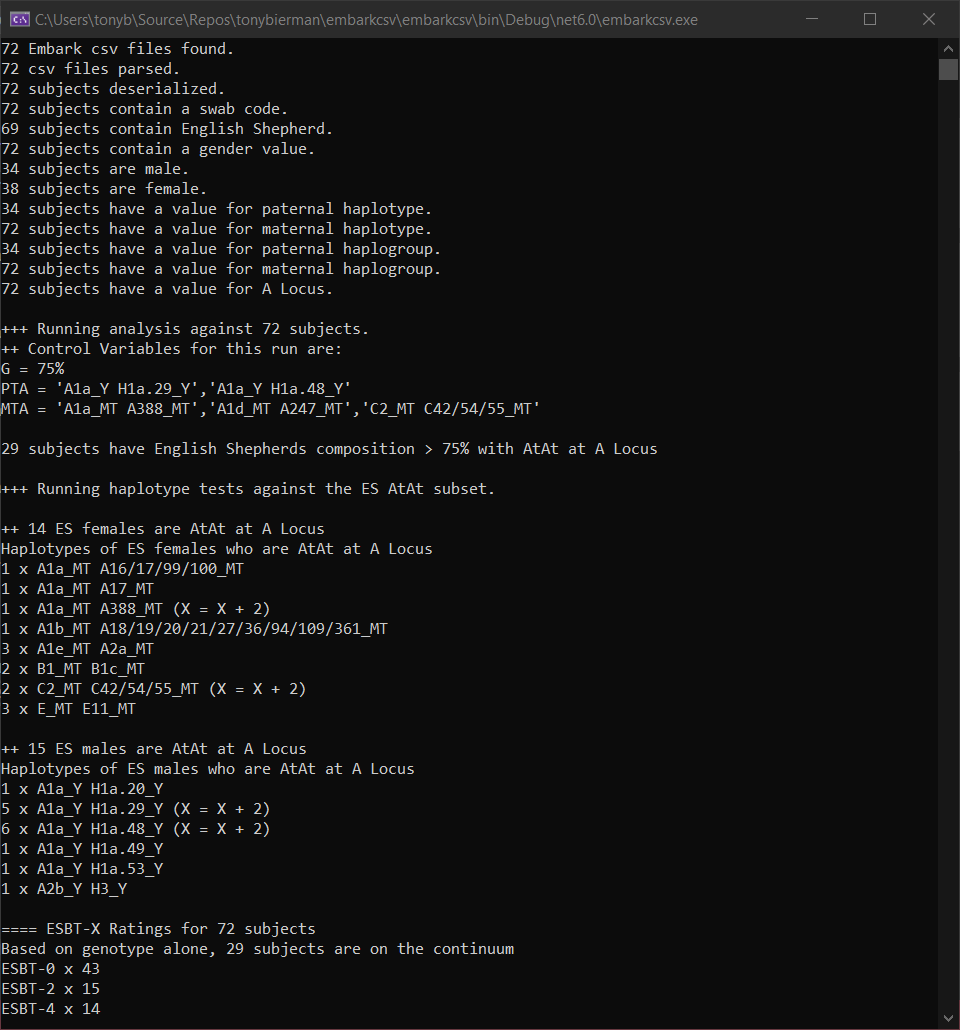 C:\Users\tonyb\Source\Repos\tonybierman\embarkcsv\embarkcsv\bin\Debug\net6.0\embarkcsv.exe
72 Embark csv files found.
72 csv files parsed.
72 subjects deserialized.
72 subjects contain a swab code.
69 subjects contain English Shepherd.
72 subjects contain a gender value.
34 subjects are male.
38 subjects are female.
34 subjects have a value for paternal haplotype.
72 subjects have a value for maternal haplotype.
34 subjects have a value for paternal haplogroup.
72 subjects have a value for maternal haplogroup.
72 subjects have a value for A Locus.
+++ Running analysis against 72 subjects.
++ Control Variables for this run are:
G = 75%
PTA = 'A1a_Y H1a.29_Y','A1a_Y H1a.48_Y'
MTA = 'A1a_MT A388_MT','A1d_MT A247_MT','C2_MT C42/54/55_MT'
29 subjects have English Shepherds composition > 75% with AtAt at A Locus
+++ Running haplotype tests against the ES AtAt subset.
++ 14 ES females are AtAt at A Locus
Haplotypes of ES females who are AtAt at A Locus
1 x A1a_MT A16/17/99/100_MT
1 x A1a_MT A17_MT
1 x A1a_MT A388_MT (X = X + 2)
1 x A1b_MT A18/19/20/21/27/36/94/109/361_MT
3 x A1e_MT A2a_MT
2 x B1_MT B1c_MT
2 x C2_MT C42/54/55_MT (X = X + 2)
3 x E_MT E11_MT
++ 15 ES males are AtAt at A Locus
Haplotypes of ES males who are AtAt at A Locus
1 x A1a_Y H1a.20_Y
5 x A1a_Y H1a.29_Y (X = X + 2)
6 x A1a_Y H1a.48_Y (X = X + 2)
1 x A1a_Y H1a.49_Y
1 x A1a_Y H1a.53_Y
1 x A2b_Y H3_Y
==== ESBT-X Ratings for 72 subjects
Based on genotype alone, 29 subjects are on the continuum
ESBT-0 x 43
ESBT-2 x 15
ESBT-4 x 14